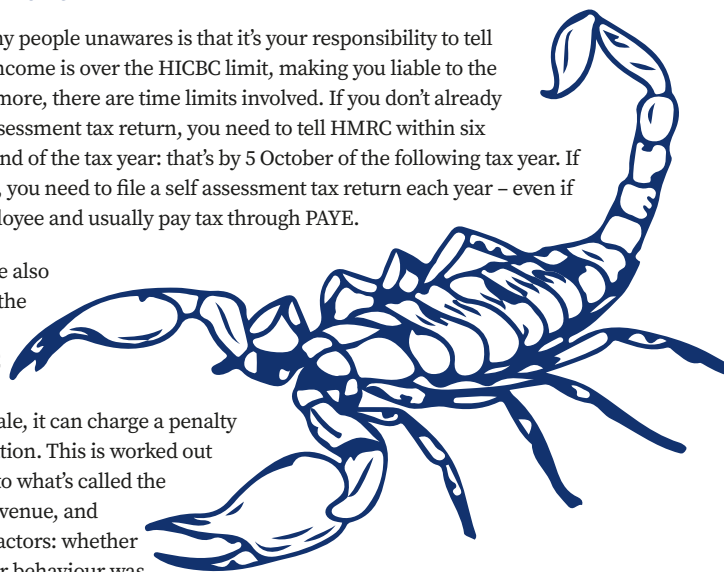 ny people unawares is that it’s your responsibility to tell
ncome is over the HICBC limit, making you liable to the
more, there are time limits involved. If you don’t already
sessment tax return, you need to tell HMRC within six
nd of the tax year: that’s by 5 October of the following tax year. If
, you need to file a self assessment tax return each year – even if
loyee and usually pay tax through PAYE.
e also
the
ale, it can charge a penalty
tion. This is worked out
to what’s called the
venue, and
actors: whether
r behaviour was